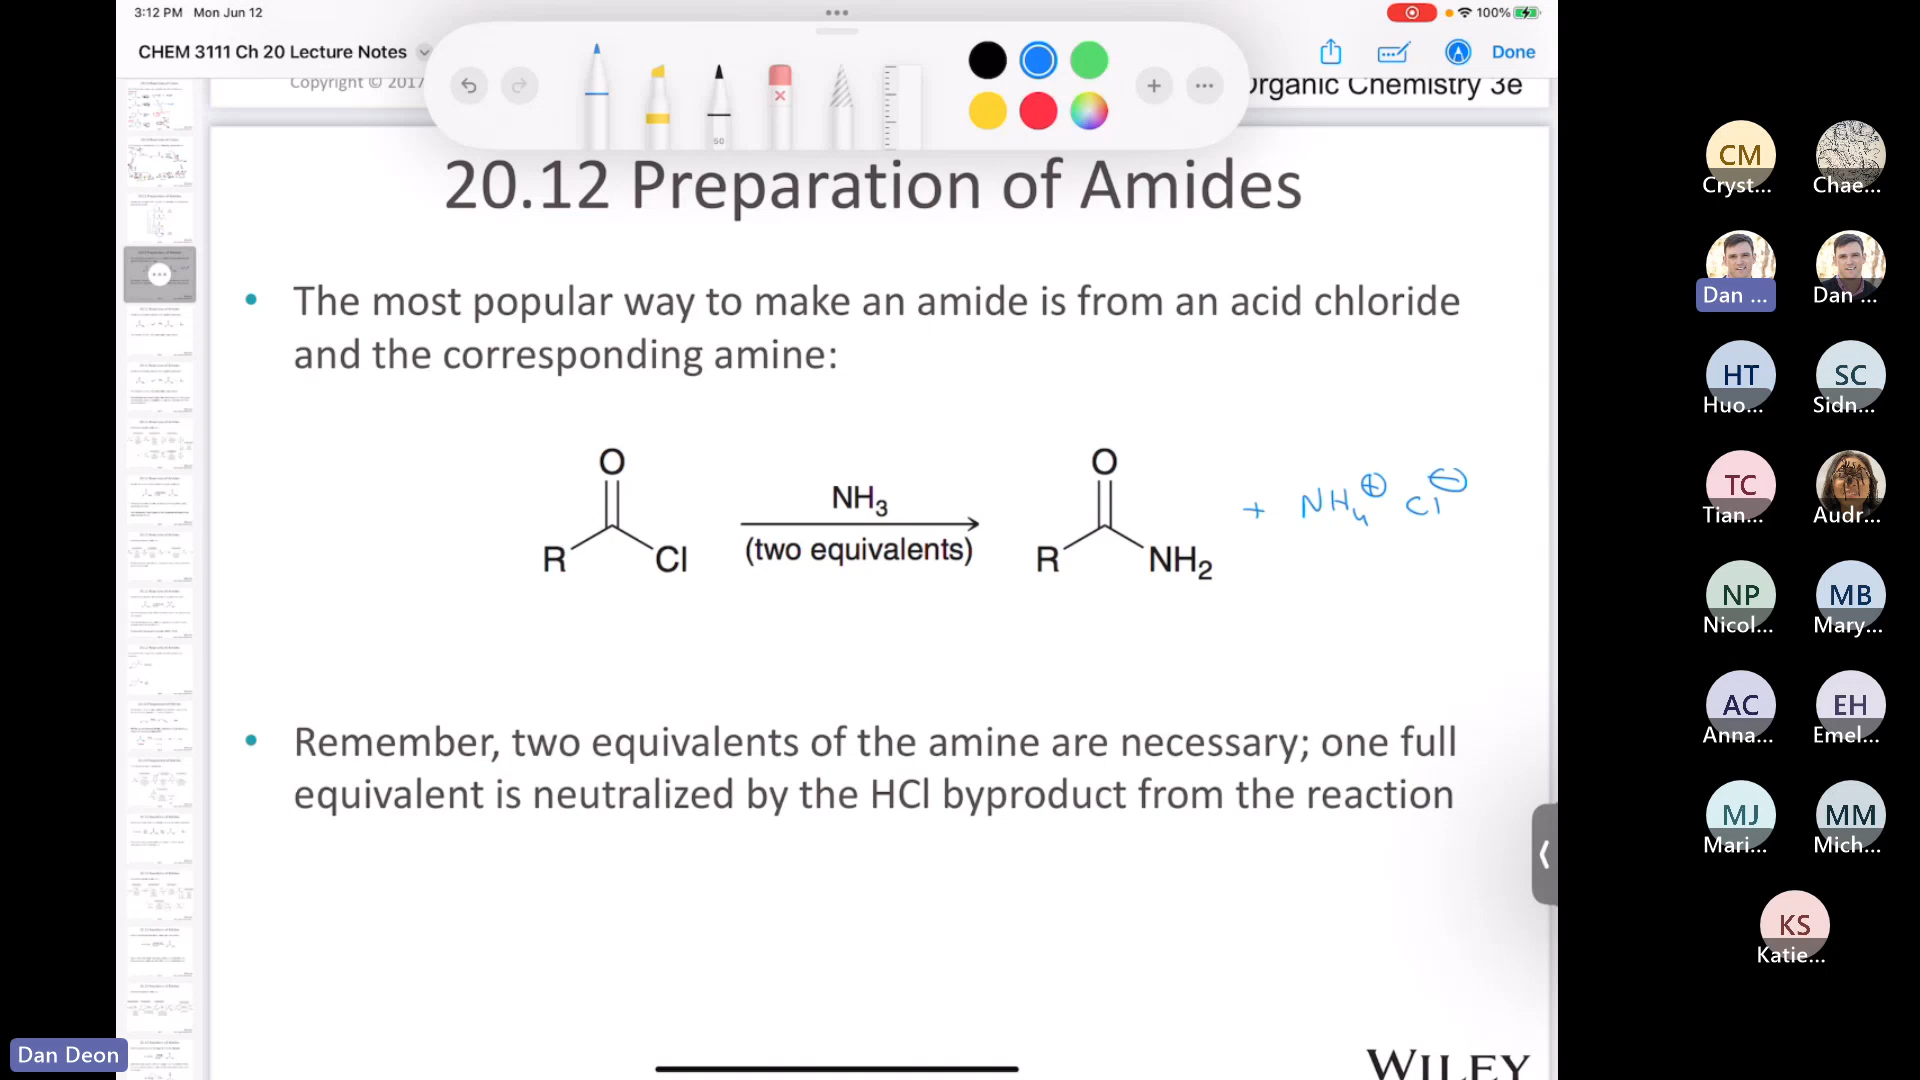 3:12 PM Mon Jun 12
100%
CHEM 3111 Ch 20 Lecture Notes
Done
50
Copyright © 2017
Organic Chemistry 3e
20.12 Preparation of Amides
• The most popular way to make an amide is from an acid chloride
and the corresponding amine:
O
R
Cl
NH3
(two equivalents)
O
R
NH2
+ NH4 ⊕ Cl ⊖
• Remember, two equivalents of the amine are necessary; one full
equivalent is neutralized by the HCl byproduct from the reaction
WILEY
CM
Cryst...
Chae...
Dan ...
Dan ...
HT
Huo...
SC
Sidn...
TC
Tian...
Audr...
NP
Nicol...
MB
Mary...
AC
Anna...
EH
Emel...
MJ
Mari...
MM
Mich...
KS
Katie...
Dan Deon